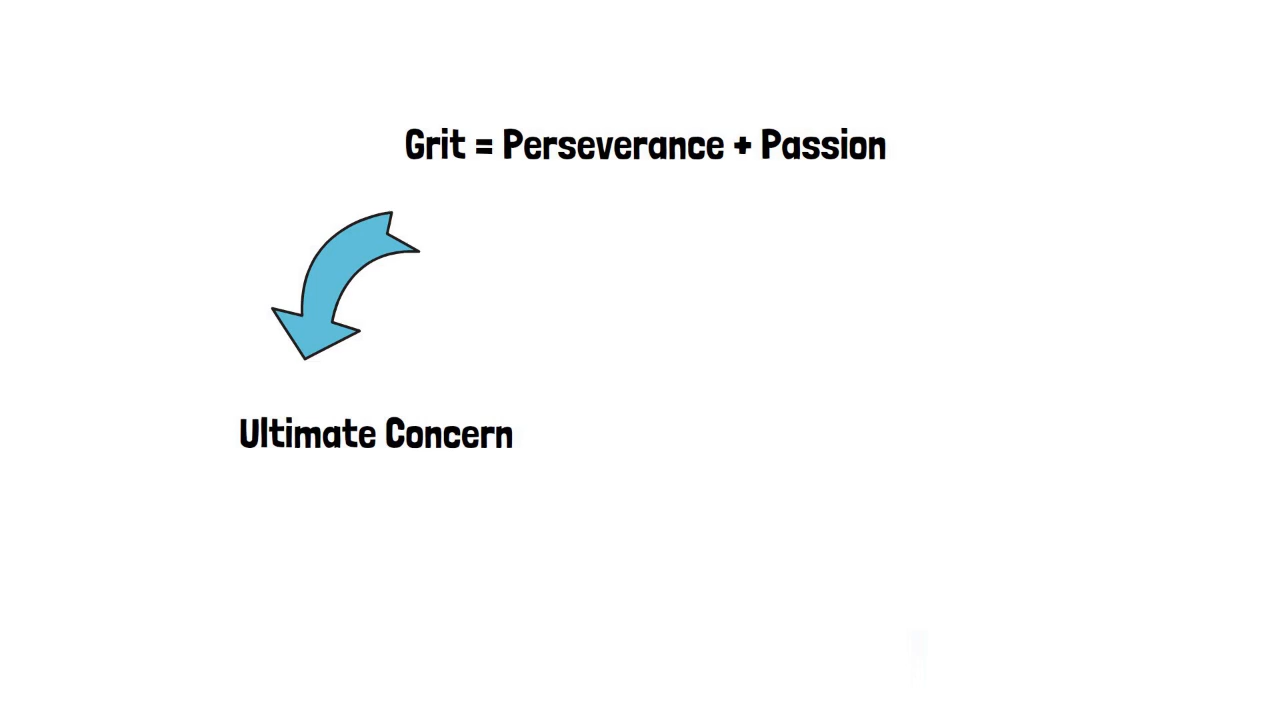 Grit = Perseverance + Passion
Ultimate Concern